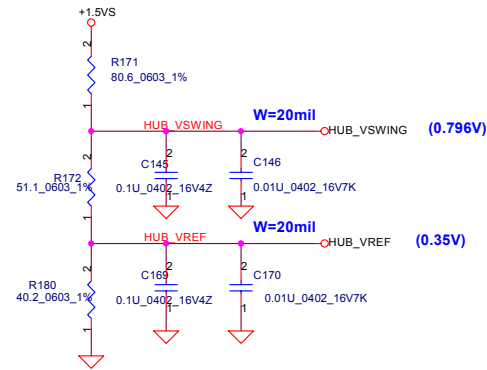 +1.5VS
2
R171
80.6_0603_1%
1
HUB_VSWING
W=20mil
HUB_VSWING
(0.796V)
2
R172
51.1_0603_1%
1
2
C145
0.1U_0402_16V4Z
1
2
C146
0.01U_0402_16V7K
1
HUB_VREF
W=20mil
HUB_VREF
(0.35V)
2
R180
40.2_0603_1%
1
2
C169
0.1U_0402_16V4Z
1
2
C170
0.01U_0402_16V7K
1